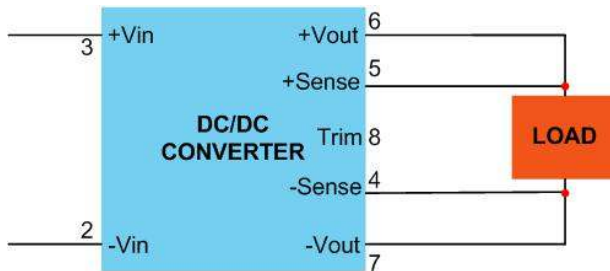 6
3 +Vin +Vout
5
+Sense
DC/DC
CONVERTER
Trim 8
LOAD
4
-Sense
2
-Vin -Vout
7